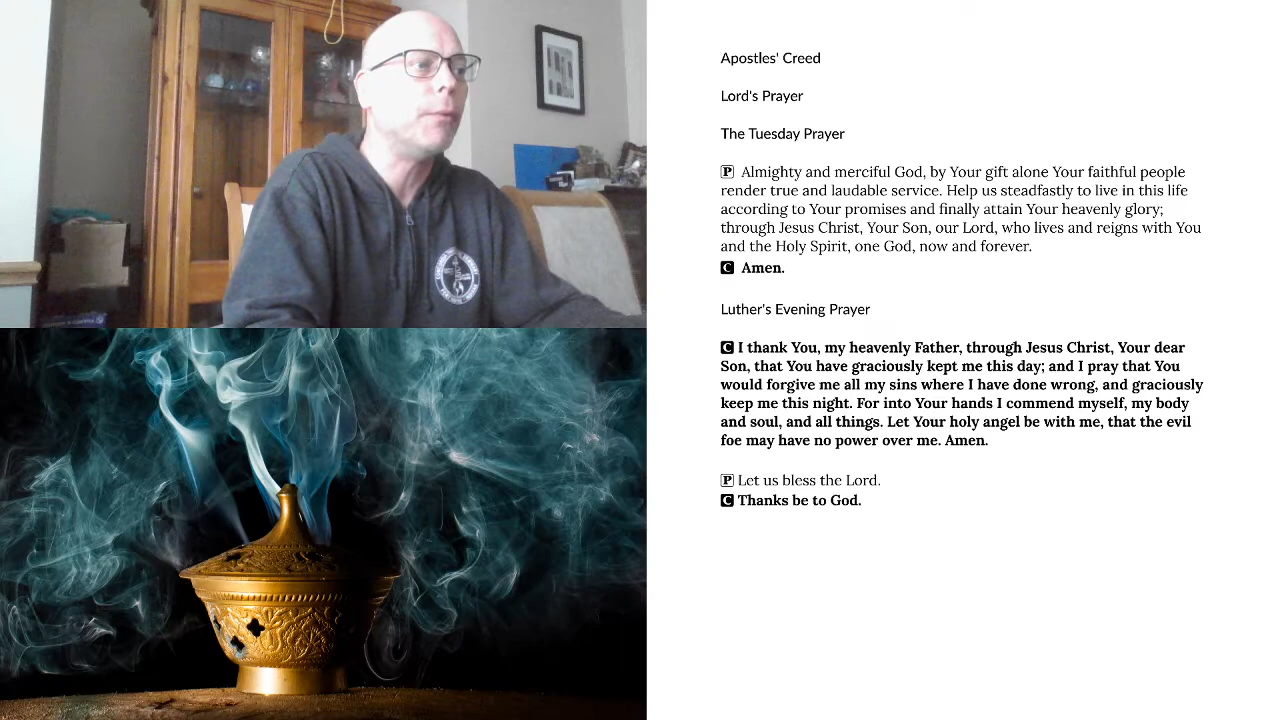 Apostles' Creed
Lord's Prayer
The Tuesday Prayer
P Almighty and merciful God, by Your gift alone Your faithful people
render true and laudable service. Help us steadfastly to live in this life
according to Your promises and finally attain Your heavenly glory;
through Jesus Christ, Your Son, our Lord, who lives and reigns with You
and the Holy Spirit, one God, now and forever.
C Amen.
Luther's Evening Prayer
C I thank You, my heavenly Father, through Jesus Christ, Your dear
Son, that You have graciously kept me this day; and I pray that You
would forgive me all my sins where I have done wrong, and graciously
keep me this night. For into Your hands I commend myself, my body
and soul, and all things. Let Your holy angel be with me, that the evil
foe may have no power over me. Amen.
P Let us bless the Lord.
C Thanks be to God.